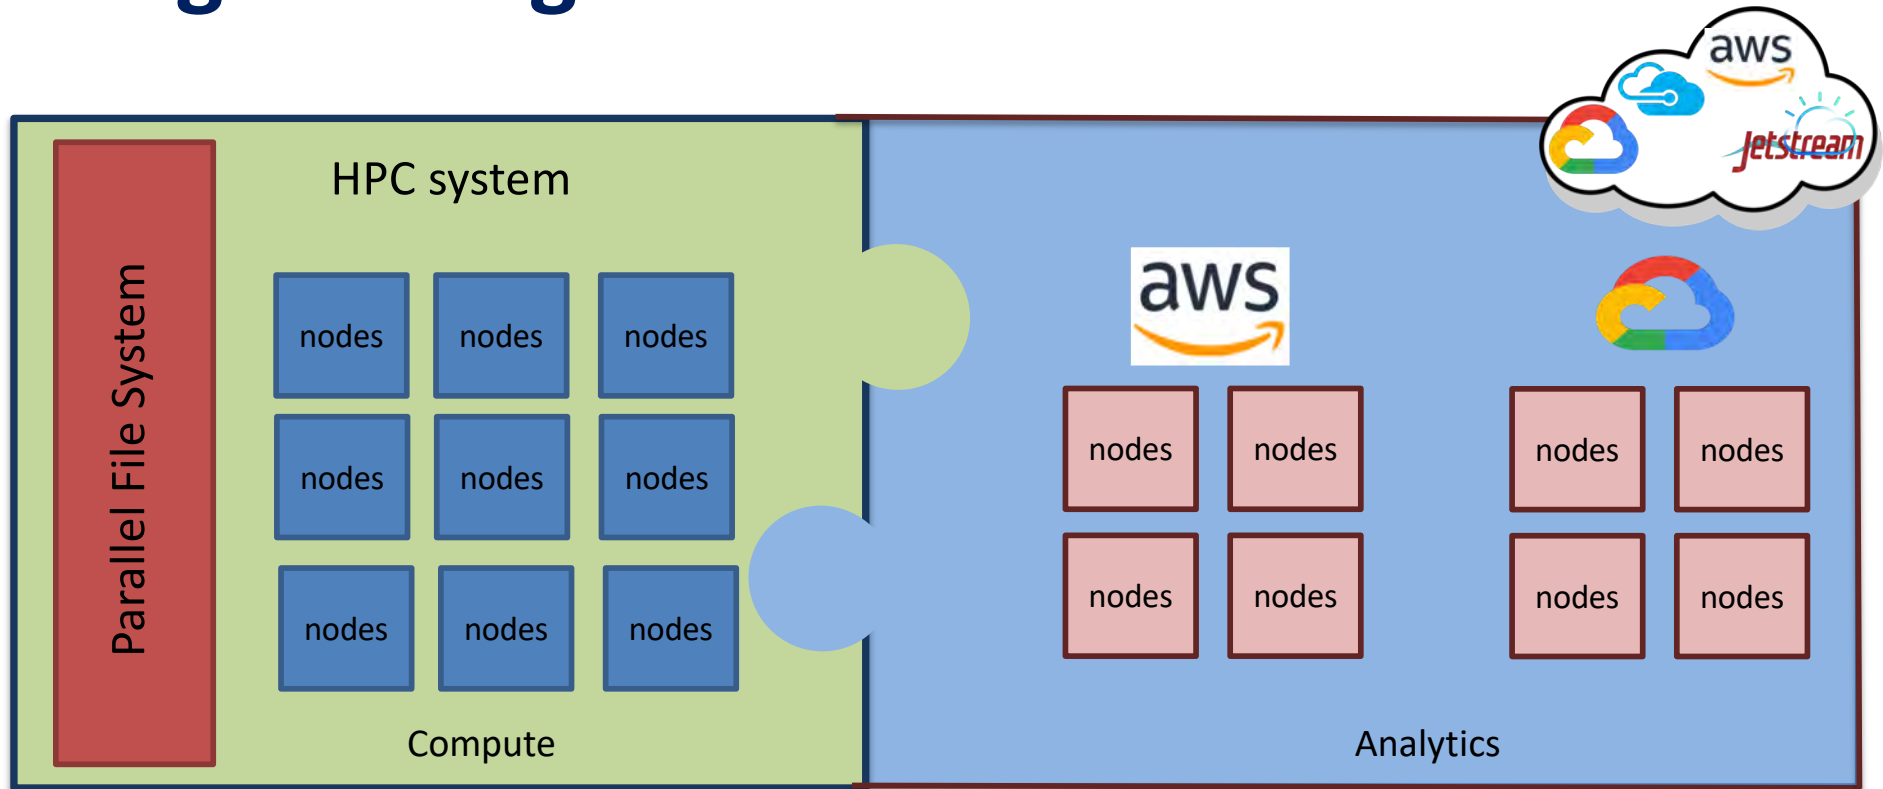 HPC system
Parallel File System
nodes nodes nodes
nodes nodes nodes
nodes nodes nodes
Compute
aws
Jetstream
aws
nodes nodes nodes nodes
nodes nodes nodes nodes
Analytics